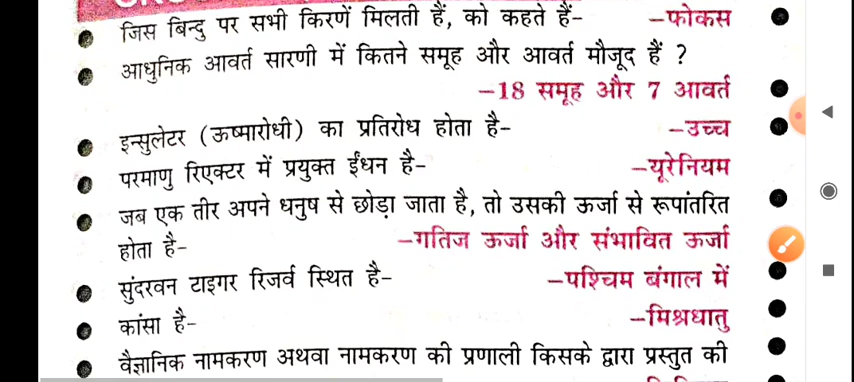 जिस बिन्दु पर सभी किरणें मिलती हैं, को कहते हैं- –फोकस
आधुनिक आवर्त सारणी में कितने समूह और आवर्त मौजूद हैं ?
–18 समूह और 7 आवर्त
इन्सुलेटर (ऊष्मारोधी) का प्रतिरोध होता है- –उच्च
परमाणु रिएक्टर में प्रयुक्त ईंधन है- –यूरेनियम
जब एक तीर अपने धनुष से छोड़ा जाता है, तो उसकी ऊर्जा से रूपांतरित
होता है- –गतिज ऊर्जा और संभावित ऊर्जा
सुंदरवन टाइगर रिजर्व स्थित है- –पश्चिम बंगाल में
कांसा है- –मिश्रधातु
वैज्ञानिक नामकरण अथवा नामकरण की प्रणाली किसके द्वारा प्रस्तुत की